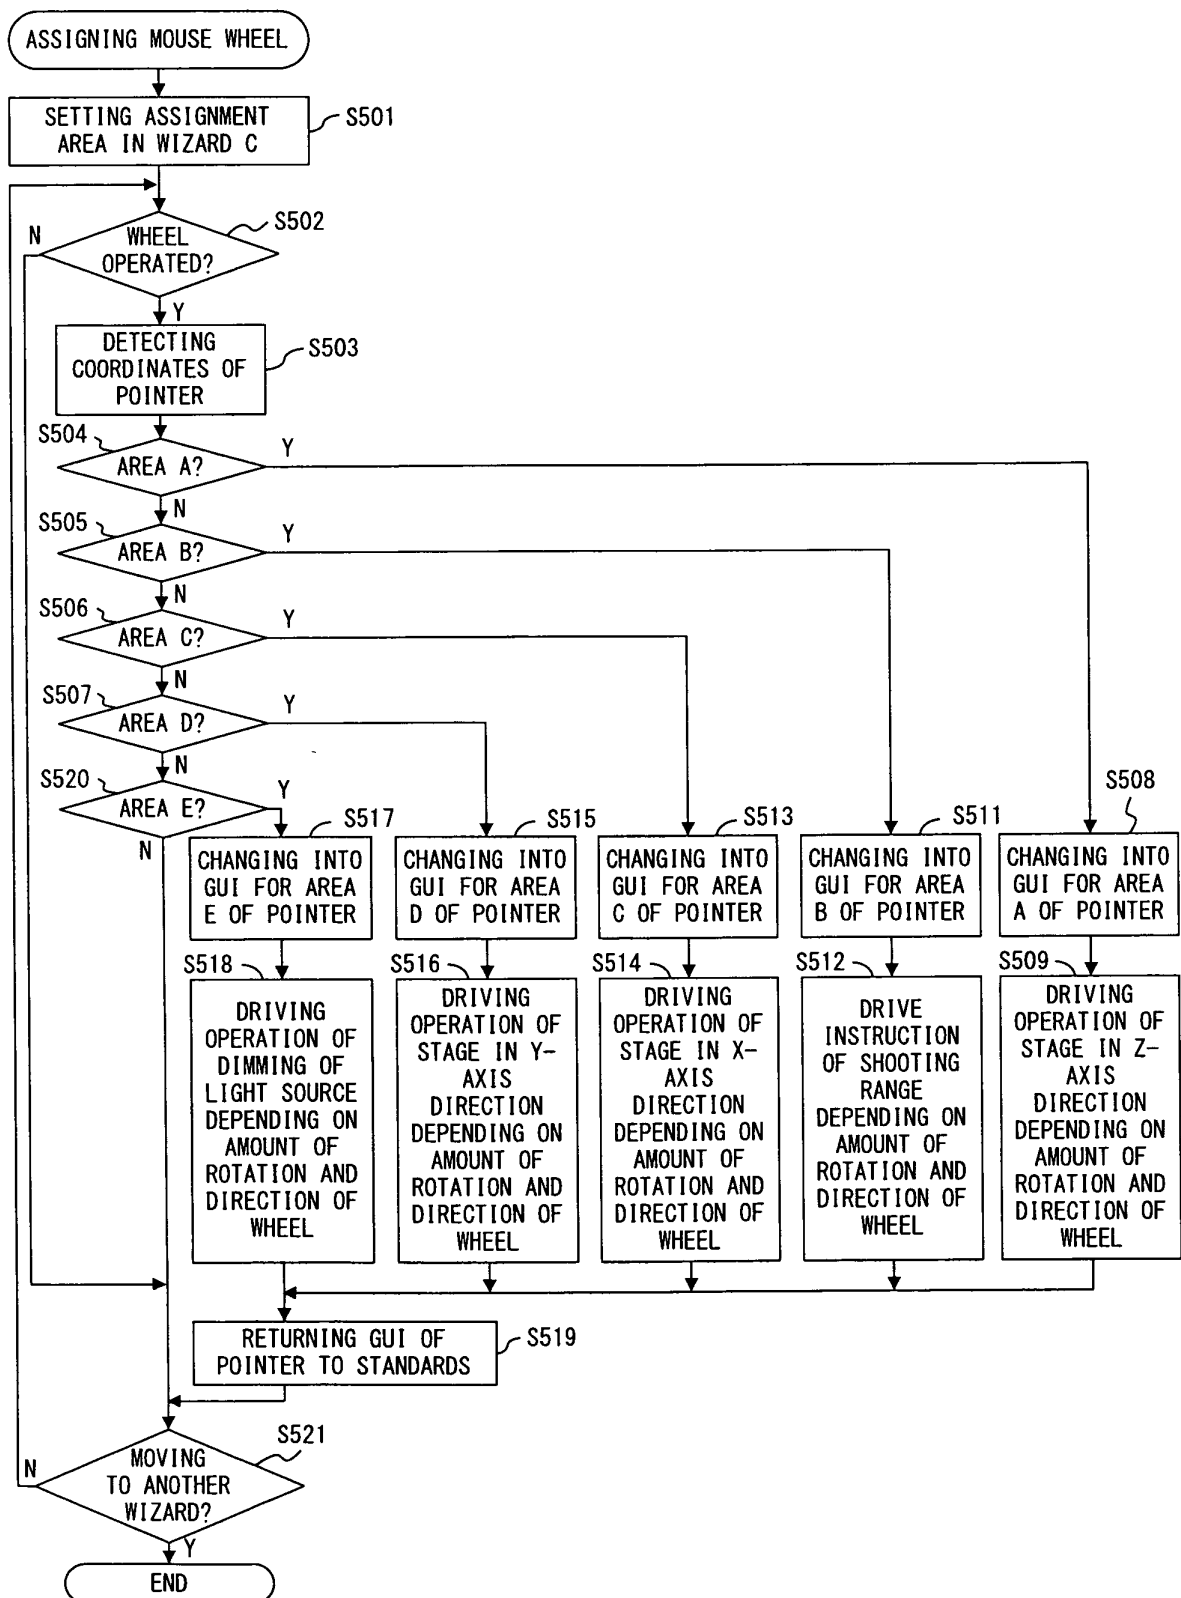 ASSIGNING MOUSE WHEEL
SETTING ASSIGNMENT
AREA IN WIZARD C
S501
WHEEL
OPERATED?
S502
N
Y
DETECTING
COORDINATES OF
POINTER
S503
S504
AREA A?
Y
N
S505
AREA B?
Y
N
S506
AREA C?
Y
N
S507
AREA D?
Y
N
S520
AREA E?
Y
N
S517
CHANGING INTO
GUI FOR AREA
E OF POINTER
S515
CHANGING INTO
GUI FOR AREA
D OF POINTER
S513
CHANGING INTO
GUI FOR AREA
C OF POINTER
S511
CHANGING INTO
GUI FOR AREA
B OF POINTER
S508
CHANGING INTO
GUI FOR AREA
A OF POINTER
S518
DRIVING
OPERATION OF
DIMMING OF
LIGHT SOURCE
DEPENDING ON
AMOUNT OF
ROTATION AND
DIRECTION OF
WHEEL
S516
DRIVING
OPERATION OF
STAGE IN Y-
AXIS
DIRECTION
DEPENDING ON
AMOUNT OF
ROTATION AND
DIRECTION OF
WHEEL
S514
DRIVING
OPERATION OF
STAGE IN X-
AXIS
DIRECTION
DEPENDING ON
AMOUNT OF
ROTATION AND
DIRECTION OF
WHEEL
S512
DRIVE
INSTRUCTION
OF SHOOTING
RANGE
DEPENDING ON
AMOUNT OF
ROTATION AND
DIRECTION OF
WHEEL
S509
DRIVING
OPERATION OF
STAGE IN Z-
AXIS
DIRECTION
DEPENDING ON
AMOUNT OF
ROTATION AND
DIRECTION OF
WHEEL
RETURNING GUI OF
POINTER TO STANDARDS
S519
MOVING
TO ANOTHER
WIZARD?
S521
N
Y
END